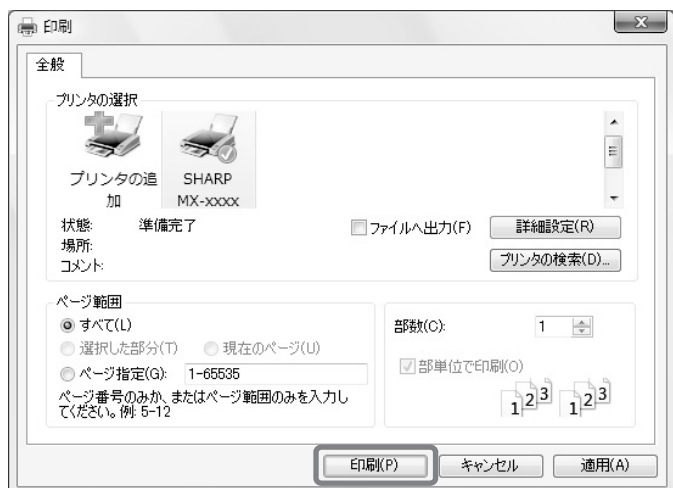 印刷
全般
プリンタの選択
プリンタの追
加
SHARP
MX-xxxx
状態: 準備完了
場所:
コメント:
ファイルへ出力(F)
詳細設定(R)
プリンタの検索(D)...
ページ範囲
すべて(L)
選択した部分(T) 現在のページ(U)
ページ指定(G): 1-65535
ページ番号のみか、またはページ範囲のみを入力し
てください。例: 5-12
部数(C): 1
部単位で印刷(O)
1 2 3 1 2 3
印刷(P) キャンセル 適用(A)